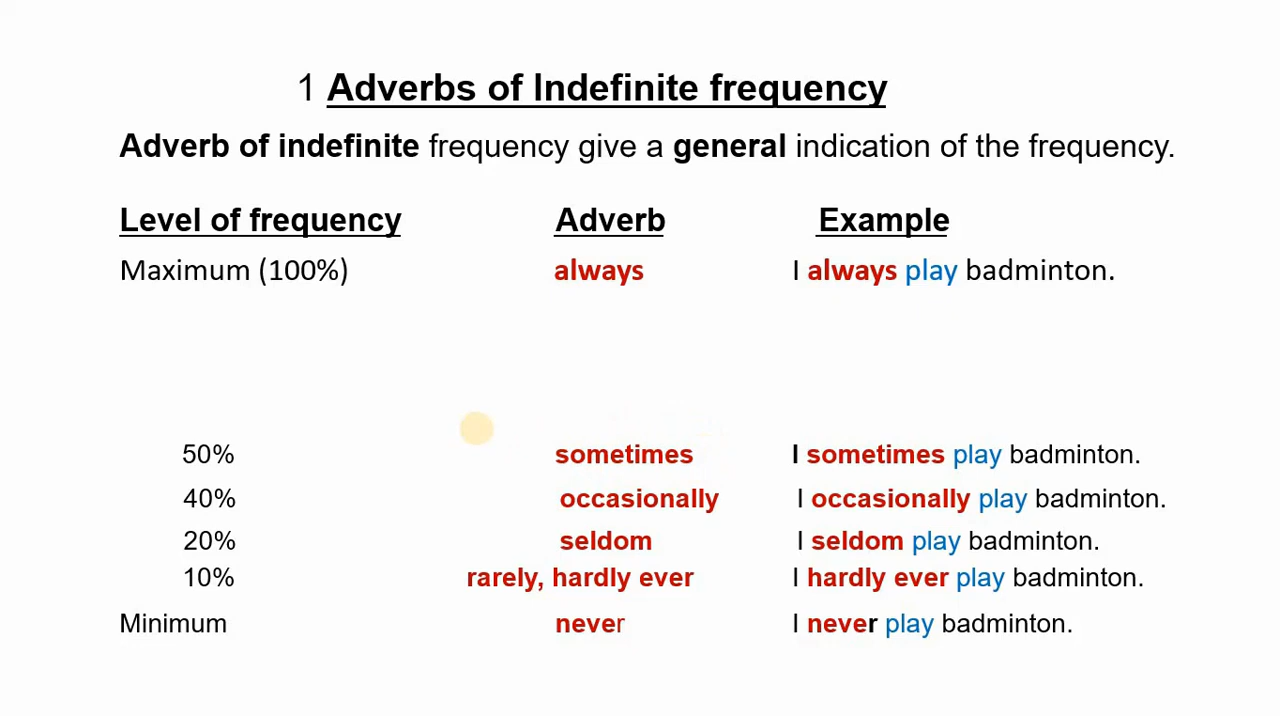 1 Adverbs of Indefinite frequency
Adverb of indefinite frequency give a general indication of the frequency.
Level of frequency Adverb Example
Maximum (100%) always I always play badminton.
50% sometimes I sometimes play badminton.
40% occasionally I occasionally play badminton.
20% seldom I seldom play badminton.
10% rarely, hardly ever I hardly ever play badminton.
Minimum never I never play badminton.